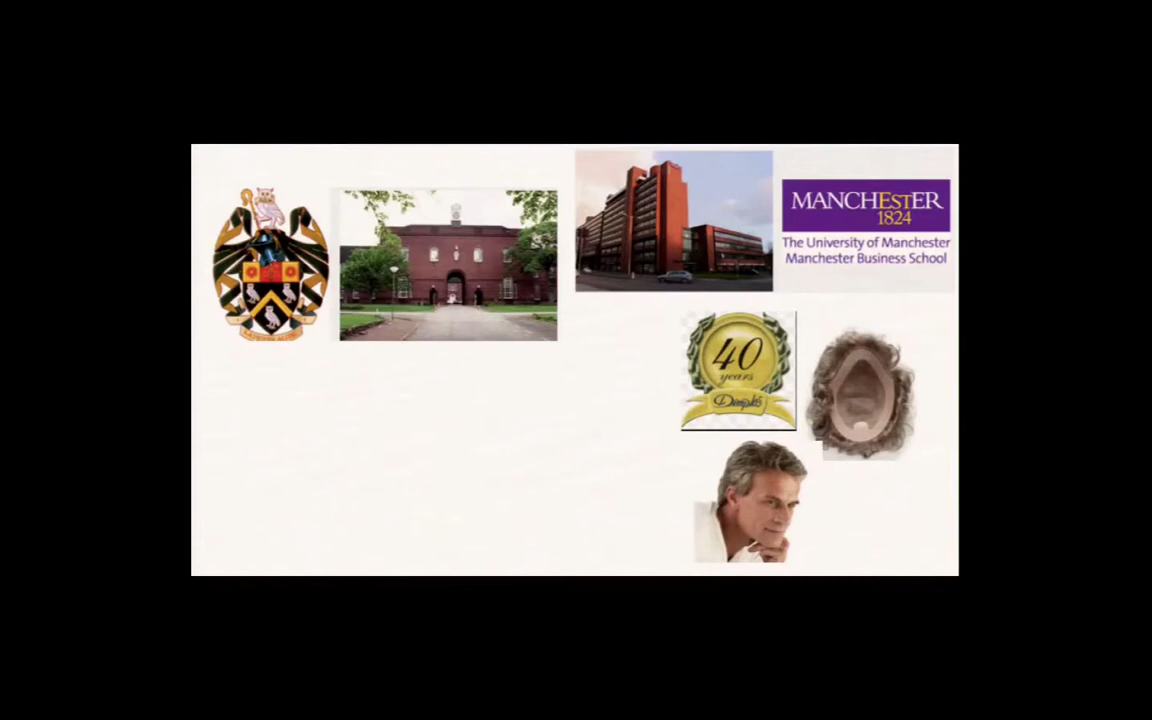 MANCHESTER
1824
The University of Manchester
Manchester Business School
40
years